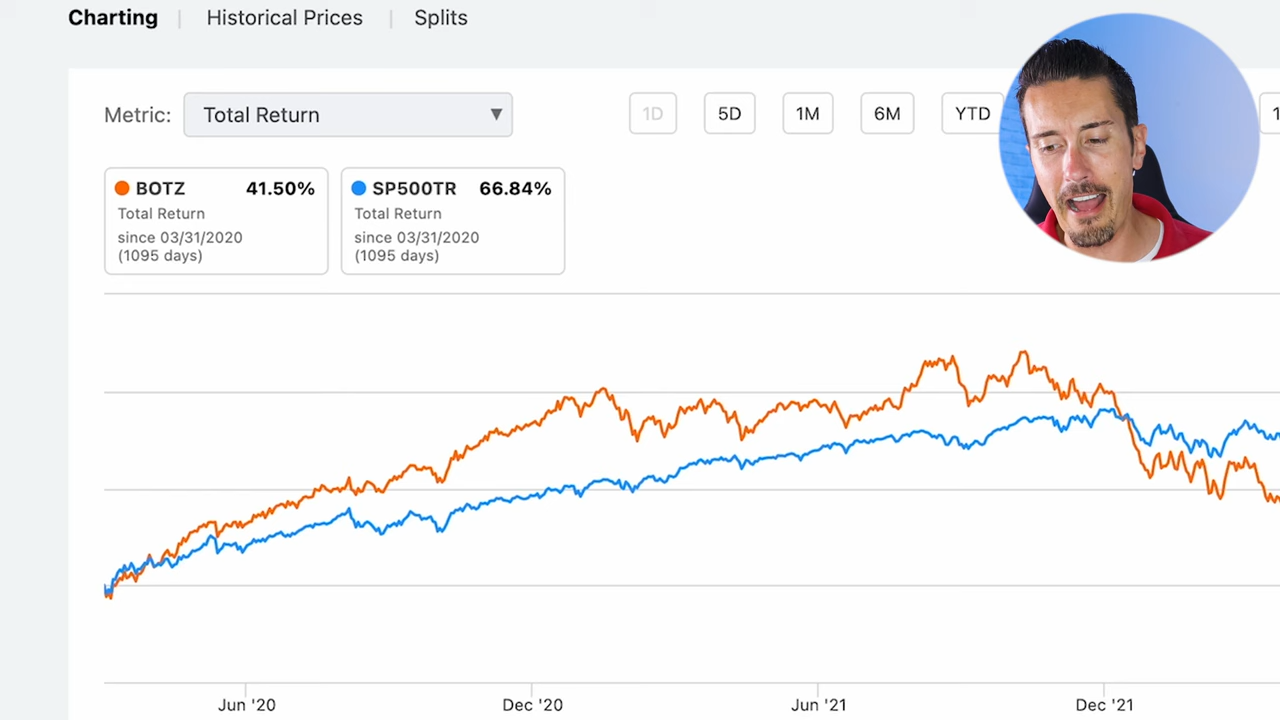 Charting | Historical Prices | Splits
Metric: Total Return ▼ 1D 5D 1M 6M YTD 1
BOTZ 41.50%
Total Return
since 03/31/2020
(1095 days)
SP500TR 66.84%
Total Return
since 03/31/2020
(1095 days)
Jun '20 Dec '20 Jun '21 Dec '21